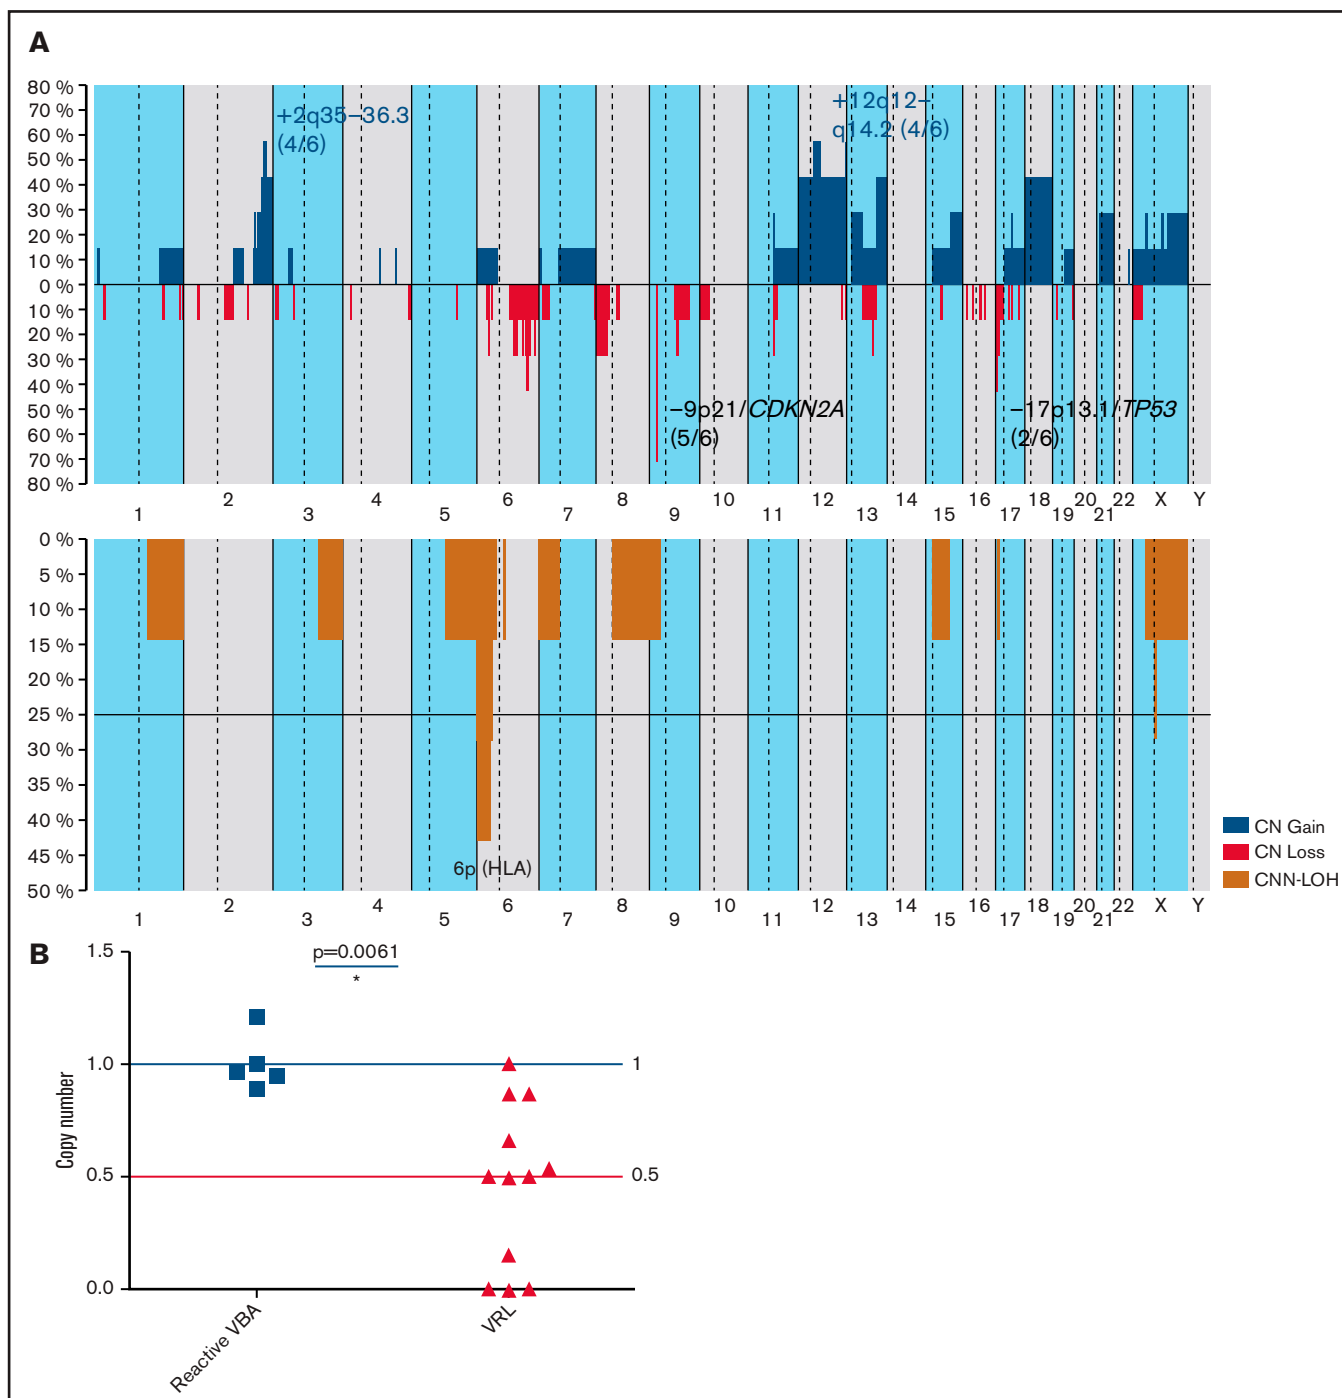 A
80 %
70 %
60 %
50 %
40 %
30 %
20 %
10 %
0 %
10 %
20 %
30 %
40 %
50 %
60 %
70 %
80 %
+2q35–36.3
(4/6)
+12q12–
q14.2 (4/6)
–9p21/CDKN2A
(5/6)
–17p13.1/TP53
(2/6)
1 2 3 4 5 6 7 8 9 10 11 12 13 14 15 16 17 18 19 20 21 22 X Y
0 %
5 %
10 %
15 %
20 %
25 %
30 %
35 %
40 %
45 %
50 %
6p (HLA)
1 2 3 4 5 6 7 8 9 10 11 12 13 14 15 16 17 18 19 20 21 22 X Y
CN Gain
CN Loss
CNN-LOH
B
Copy number
1.5
1.0
0.5
0.0
p=0.0061
*
1
0.5
Reactive VBA
VRL